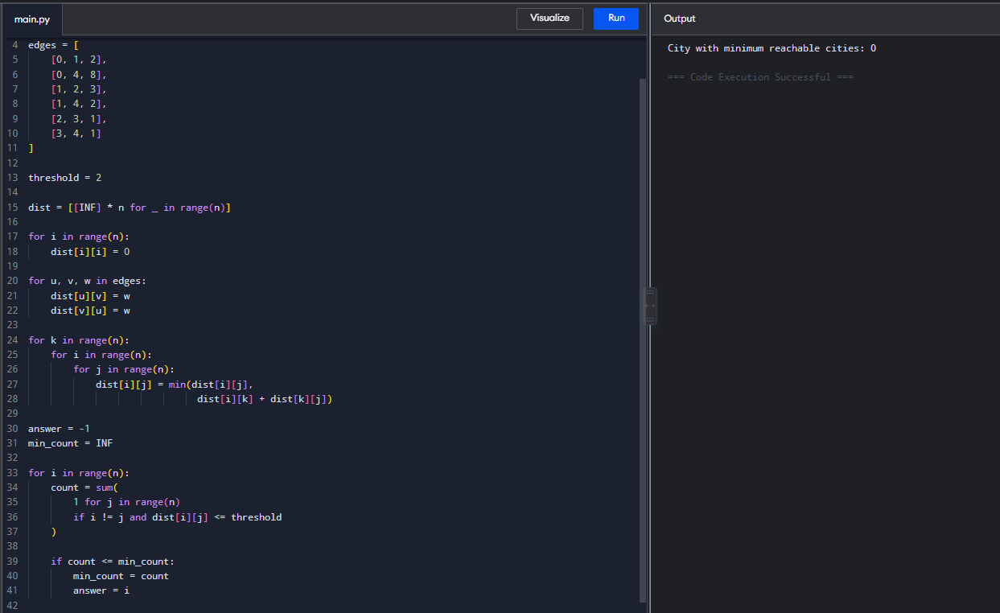 main.py
Visualize
Run
Output
4 edges = [
5     [0, 1, 2],
6     [0, 4, 8],
7     [1, 2, 3],
8     [1, 4, 2],
9     [2, 3, 1],
10     [3, 4, 1]
11 ]
12
13 threshold = 2
14
15 dist = [[INF] * n for _ in range(n)]
16
17 for i in range(n):
18     dist[i][i] = 0
19
20 for u, v, w in edges:
21     dist[u][v] = w
22     dist[v][u] = w
23
24 for k in range(n):
25     for i in range(n):
26         for j in range(n):
27             dist[i][j] = min(dist[i][j],
28                               dist[i][k] + dist[k][j])
29
30 answer = -1
31 min_count = INF
32
33 for i in range(n):
34     count = sum(
35         1 for j in range(n)
36         if i != j and dist[i][j] <= threshold
37     )
38
39     if count <= min_count:
40         min_count = count
41         answer = i
42
City with minimum reachable cities: 0
=== Code Execution Successful ===